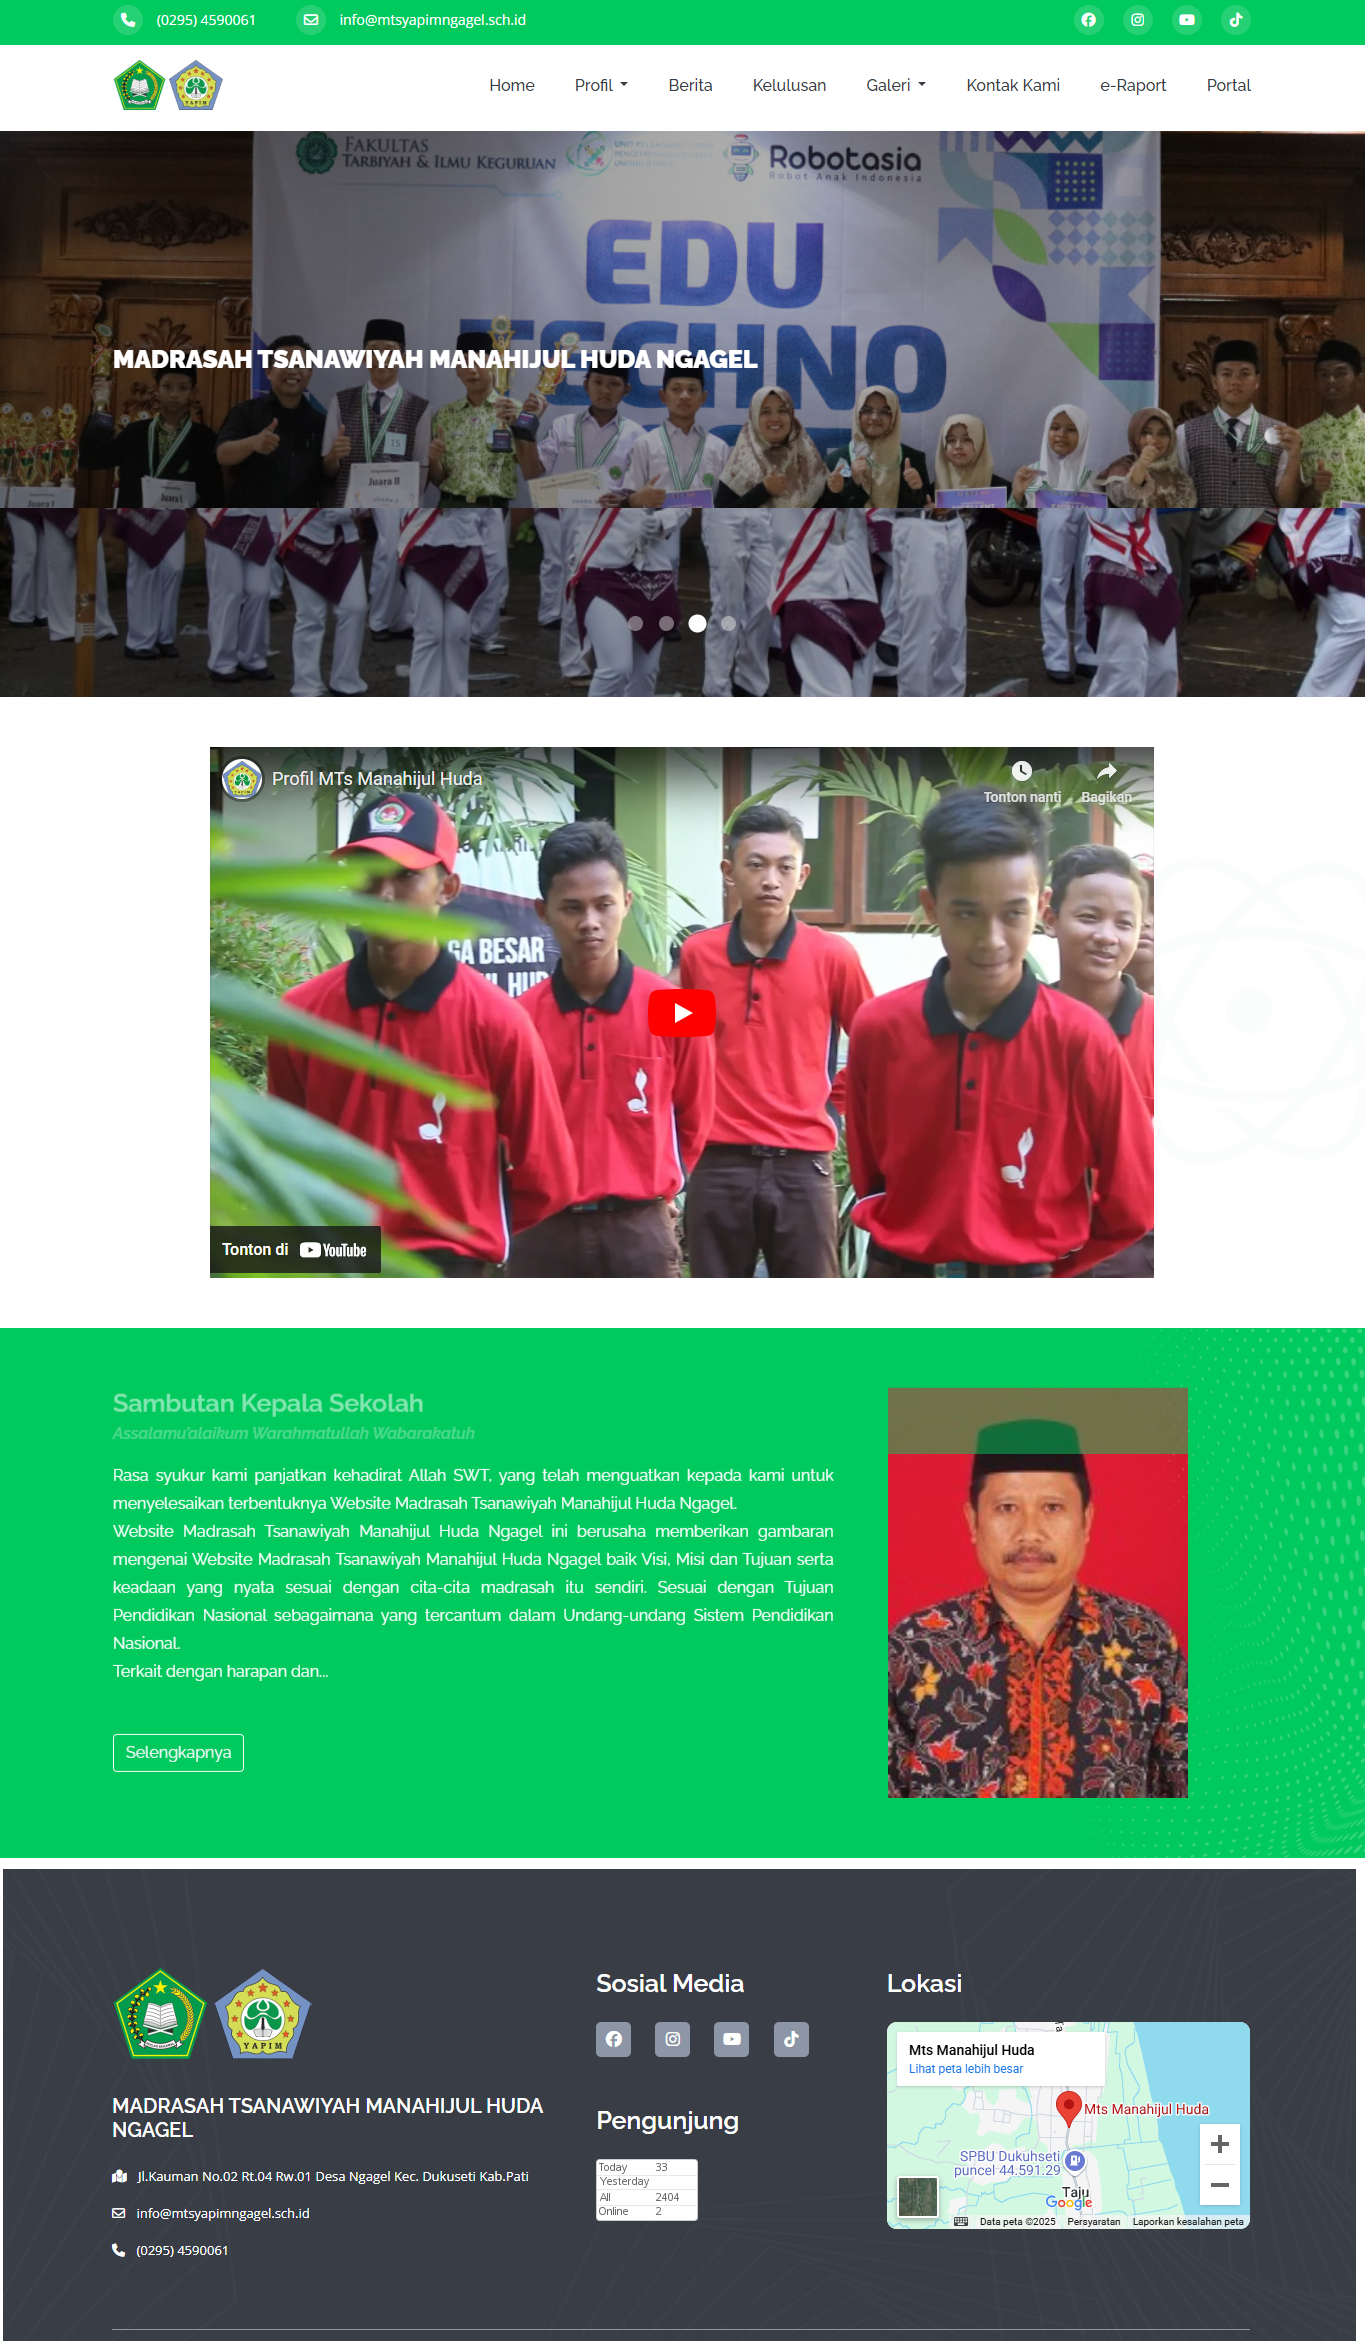 (0295) 4590061
info@mtsyapimngagel.sch.id
Home
Profil
Berita
Kelulusan
Galeri
Kontak Kami
e-Raport
Portal
YAPIM
FAKULTAS
TARBIYAH & ILMU KEGURUAN
Robotasia
Robot Anak Indonesia
EDU
TECHNO
MADRASAH TSANAWIYAH MANAHIJUL HUDA NGAGEL
15
Juara I
Juara I
Juara II
Profil MTs Manahijul Huda
Tonton nanti
Bagikan
GA BESAR
Tonton di YouTube
Sambutan Kepala Sekolah
Assalamu'alaikum Warahmatullah Wabarakatuh
Rasa syukur kami panjatkan kehadirat Allah SWT, yang telah menguatkan kepada kami untuk
menyelesaikan terbentuknya Website Madrasah Tsanawiyah Manahijul Huda Ngagel.
Website Madrasah Tsanawiyah Manahijul Huda Ngagel ini berusaha memberikan gambaran
mengenai Website Madrasah Tsanawiyah Manahijul Huda Ngagel baik Visi, Misi dan Tujuan serta
keadaan yang nyata sesuai dengan cita-cita madrasah itu sendiri. Sesuai dengan Tujuan
Pendidikan Nasional sebagaimana yang tercantum dalam Undang-undang Sistem Pendidikan
Nasional.
Terkait dengan harapan dan...
Selengkapnya
YAPIM
MADRASAH TSANAWIYAH MANAHIJUL HUDA
NGAGEL
Jl.Kauman No.02 Rt.04 Rw.01 Desa Ngagel Kec. Dukuseti Kab.Pati
info@mtsyapimngagel.sch.id
(0295) 4590061
Sosial Media
Pengunjung
Today 33
Yesterday
All 2404
Online 2
Lokasi
Mts Manahijul Huda
Lihat peta lebih besar
Mts Manahijul Huda
SPBU Dukuhseti
puncel 44.591.29
Taju
Google
Data peta ©2025
Persyaratan
Laporkan kesalahan peta